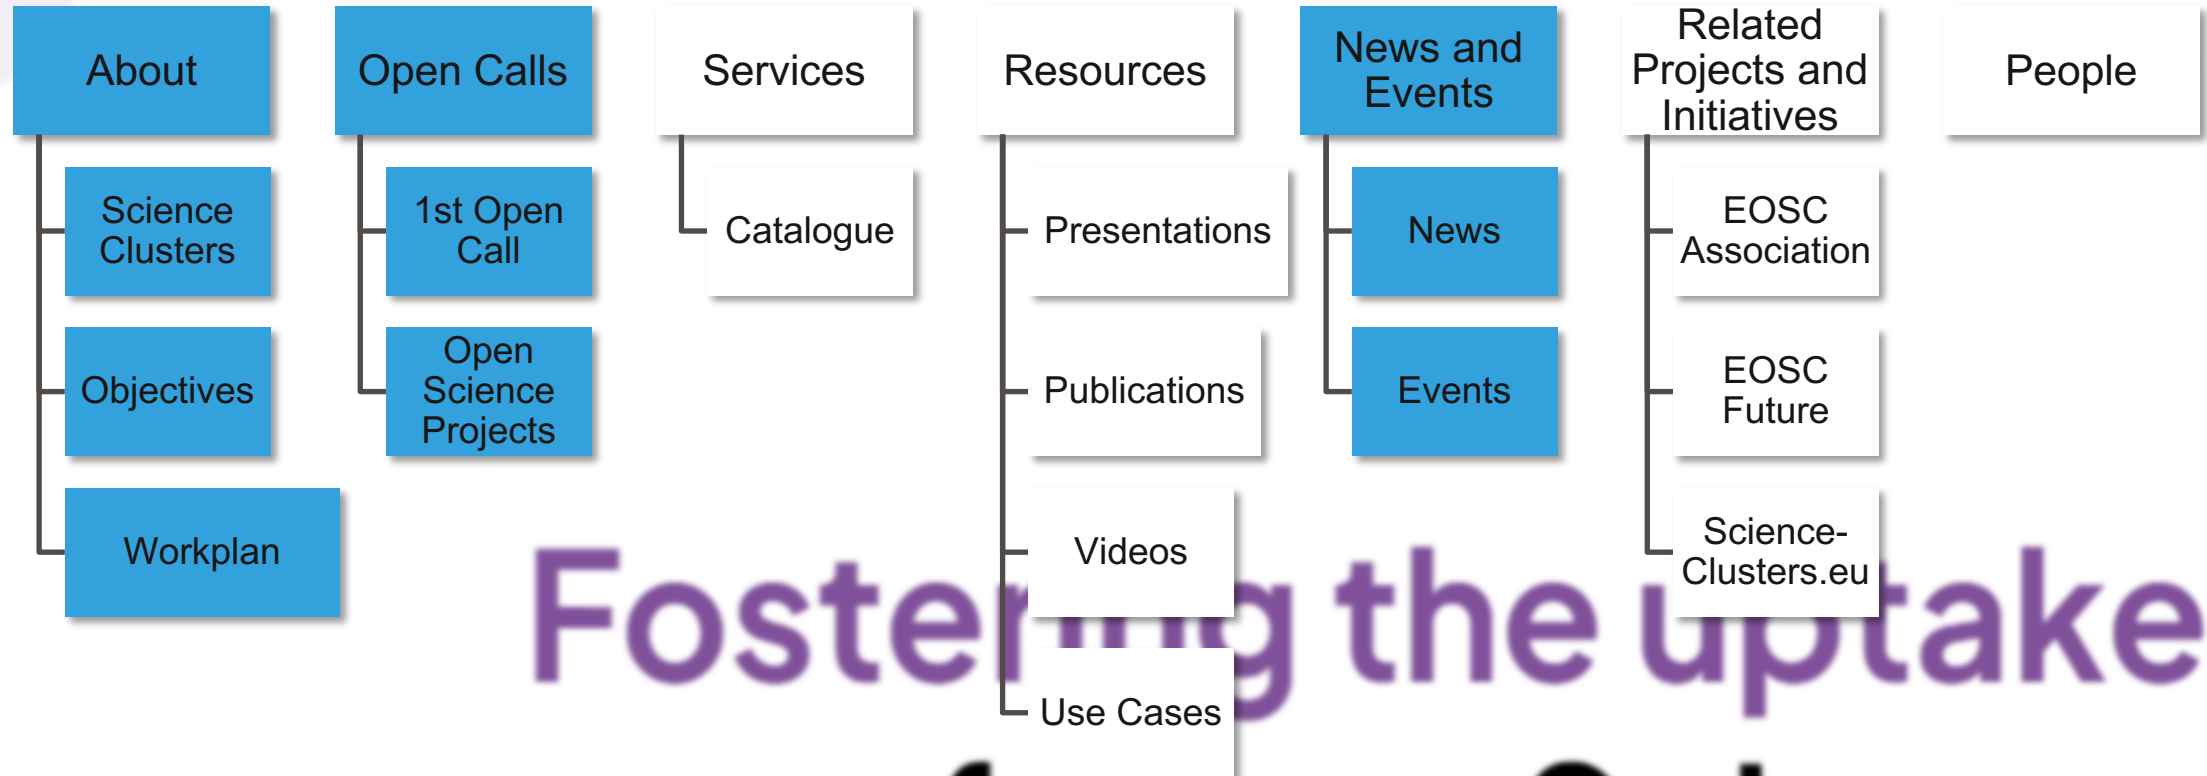 About
Science
Clusters
Objectives
Workplan
Open Calls
1st Open
Call
Open
Science
Projects
Services
Catalogue
Resources
Presentations
Publications
Videos
Use Cases
News and
Events
News
Events
Related
Projects and
Initiatives
EOSC
Association
EOSC
Future
Science-
Clusters.eu
People
Fostering the uptake